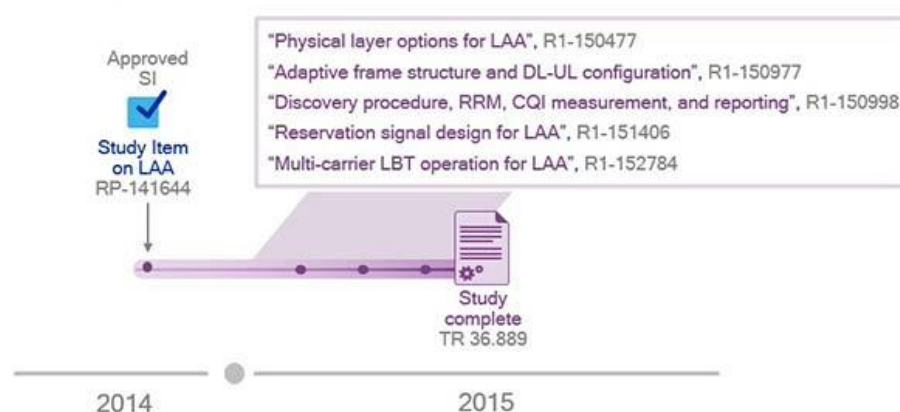 Approved
SI
Study Item
on LAA
RP-141644
"Physical layer options for LAA", R1-150477
"Adaptive frame structure and DL-UL configuration", R1-150977
"Discovery procedure, RRM, CQI measurement, and reporting", R1-150998
"Reservation signal design for LAA", R1-151406
"Multi-carrier LBT operation for LAA", R1-152784
Study
complete
TR 36.889
2014
2015